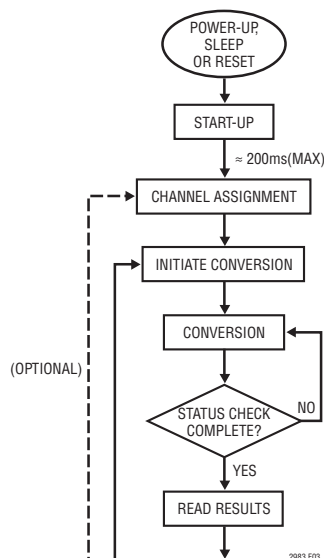 POWER-UP,
SLEEP
OR RESET
START-UP
≈ 200ms(MAX)
CHANNEL ASSIGNMENT
INITIATE CONVERSION
CONVERSION
(OPTIONAL)
STATUS CHECK
COMPLETE?
NO
YES
READ RESULTS
2983 F03